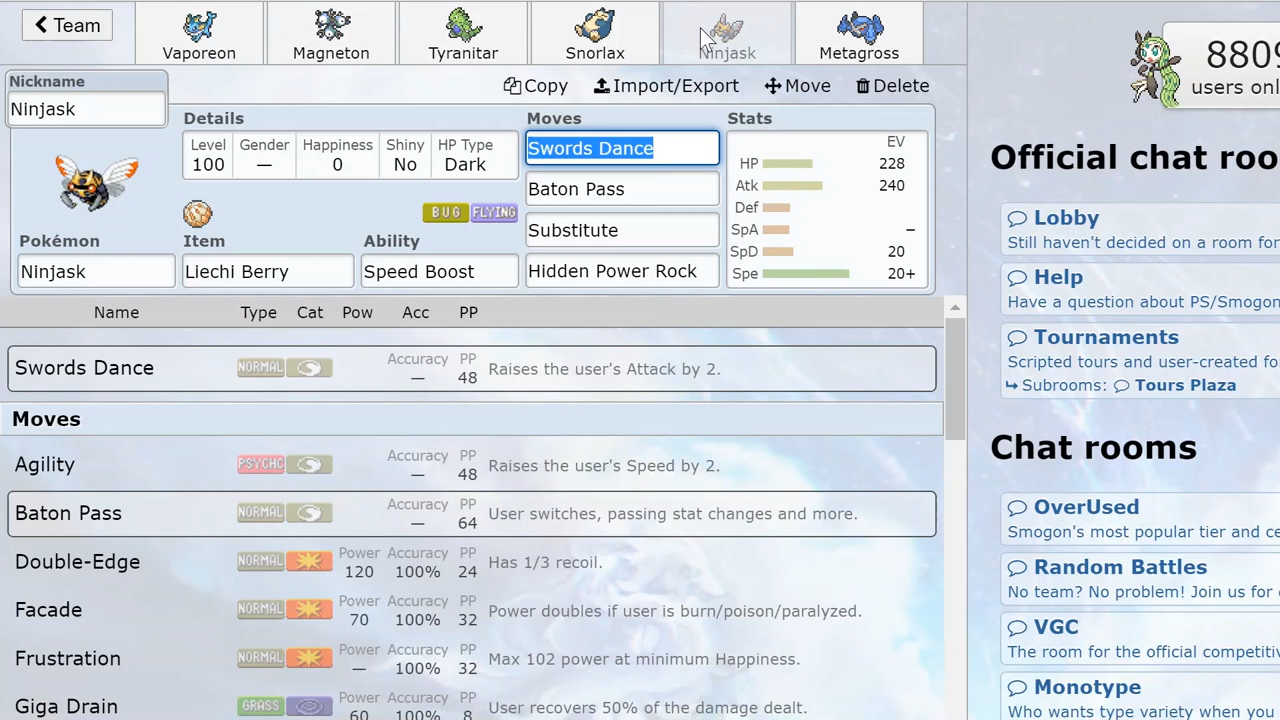 Team
Vaporeon
Magneton
Tyranitar
Snorlax
Ninjask
Metagross
Nickname
Ninjask
Copy
Import/Export
Move
Delete
Details
Level
100
Gender
—
Happiness
0
Shiny
No
HP Type
Dark
BUG FLYING
Pokémon
Ninjask
Item
Liechi Berry
Ability
Speed Boost
Moves
Swords Dance
Baton Pass
Substitute
Hidden Power Rock
Stats
EV
HP 228
Atk 240
Def
SpA –
SpD 20
Spe 20+
Name Type Cat Pow Acc PP
Swords Dance NORMAL Accuracy — PP 48 Raises the user's Attack by 2.
Moves
Agility PSYCHC Accuracy — PP 48 Raises the user's Speed by 2.
Baton Pass NORMAL Accuracy — PP 64 User switches, passing stat changes and more.
Double-Edge NORMAL Power 120 Accuracy 100% PP 24 Has 1/3 recoil.
Facade NORMAL Power 70 Accuracy 100% PP 32 Power doubles if user is burn/poison/paralyzed.
Frustration NORMAL Power — Accuracy 100% PP 32 Max 102 power at minimum Happiness.
Giga Drain GRASS Power 60 Accuracy 100% PP 8 User recovers 50% of the damage dealt.
8809
users onl
Official chat roo
Lobby
Still haven't decided on a room for
Help
Have a question about PS/Smogon
Tournaments
Scripted tours and user-created fo
↳ Subrooms: Tours Plaza
Chat rooms
OverUsed
Smogon's most popular tier and ce
Random Battles
No team? No problem! Join us for
VGC
The room for the official competitiv
Monotype
Who wants type variety when you